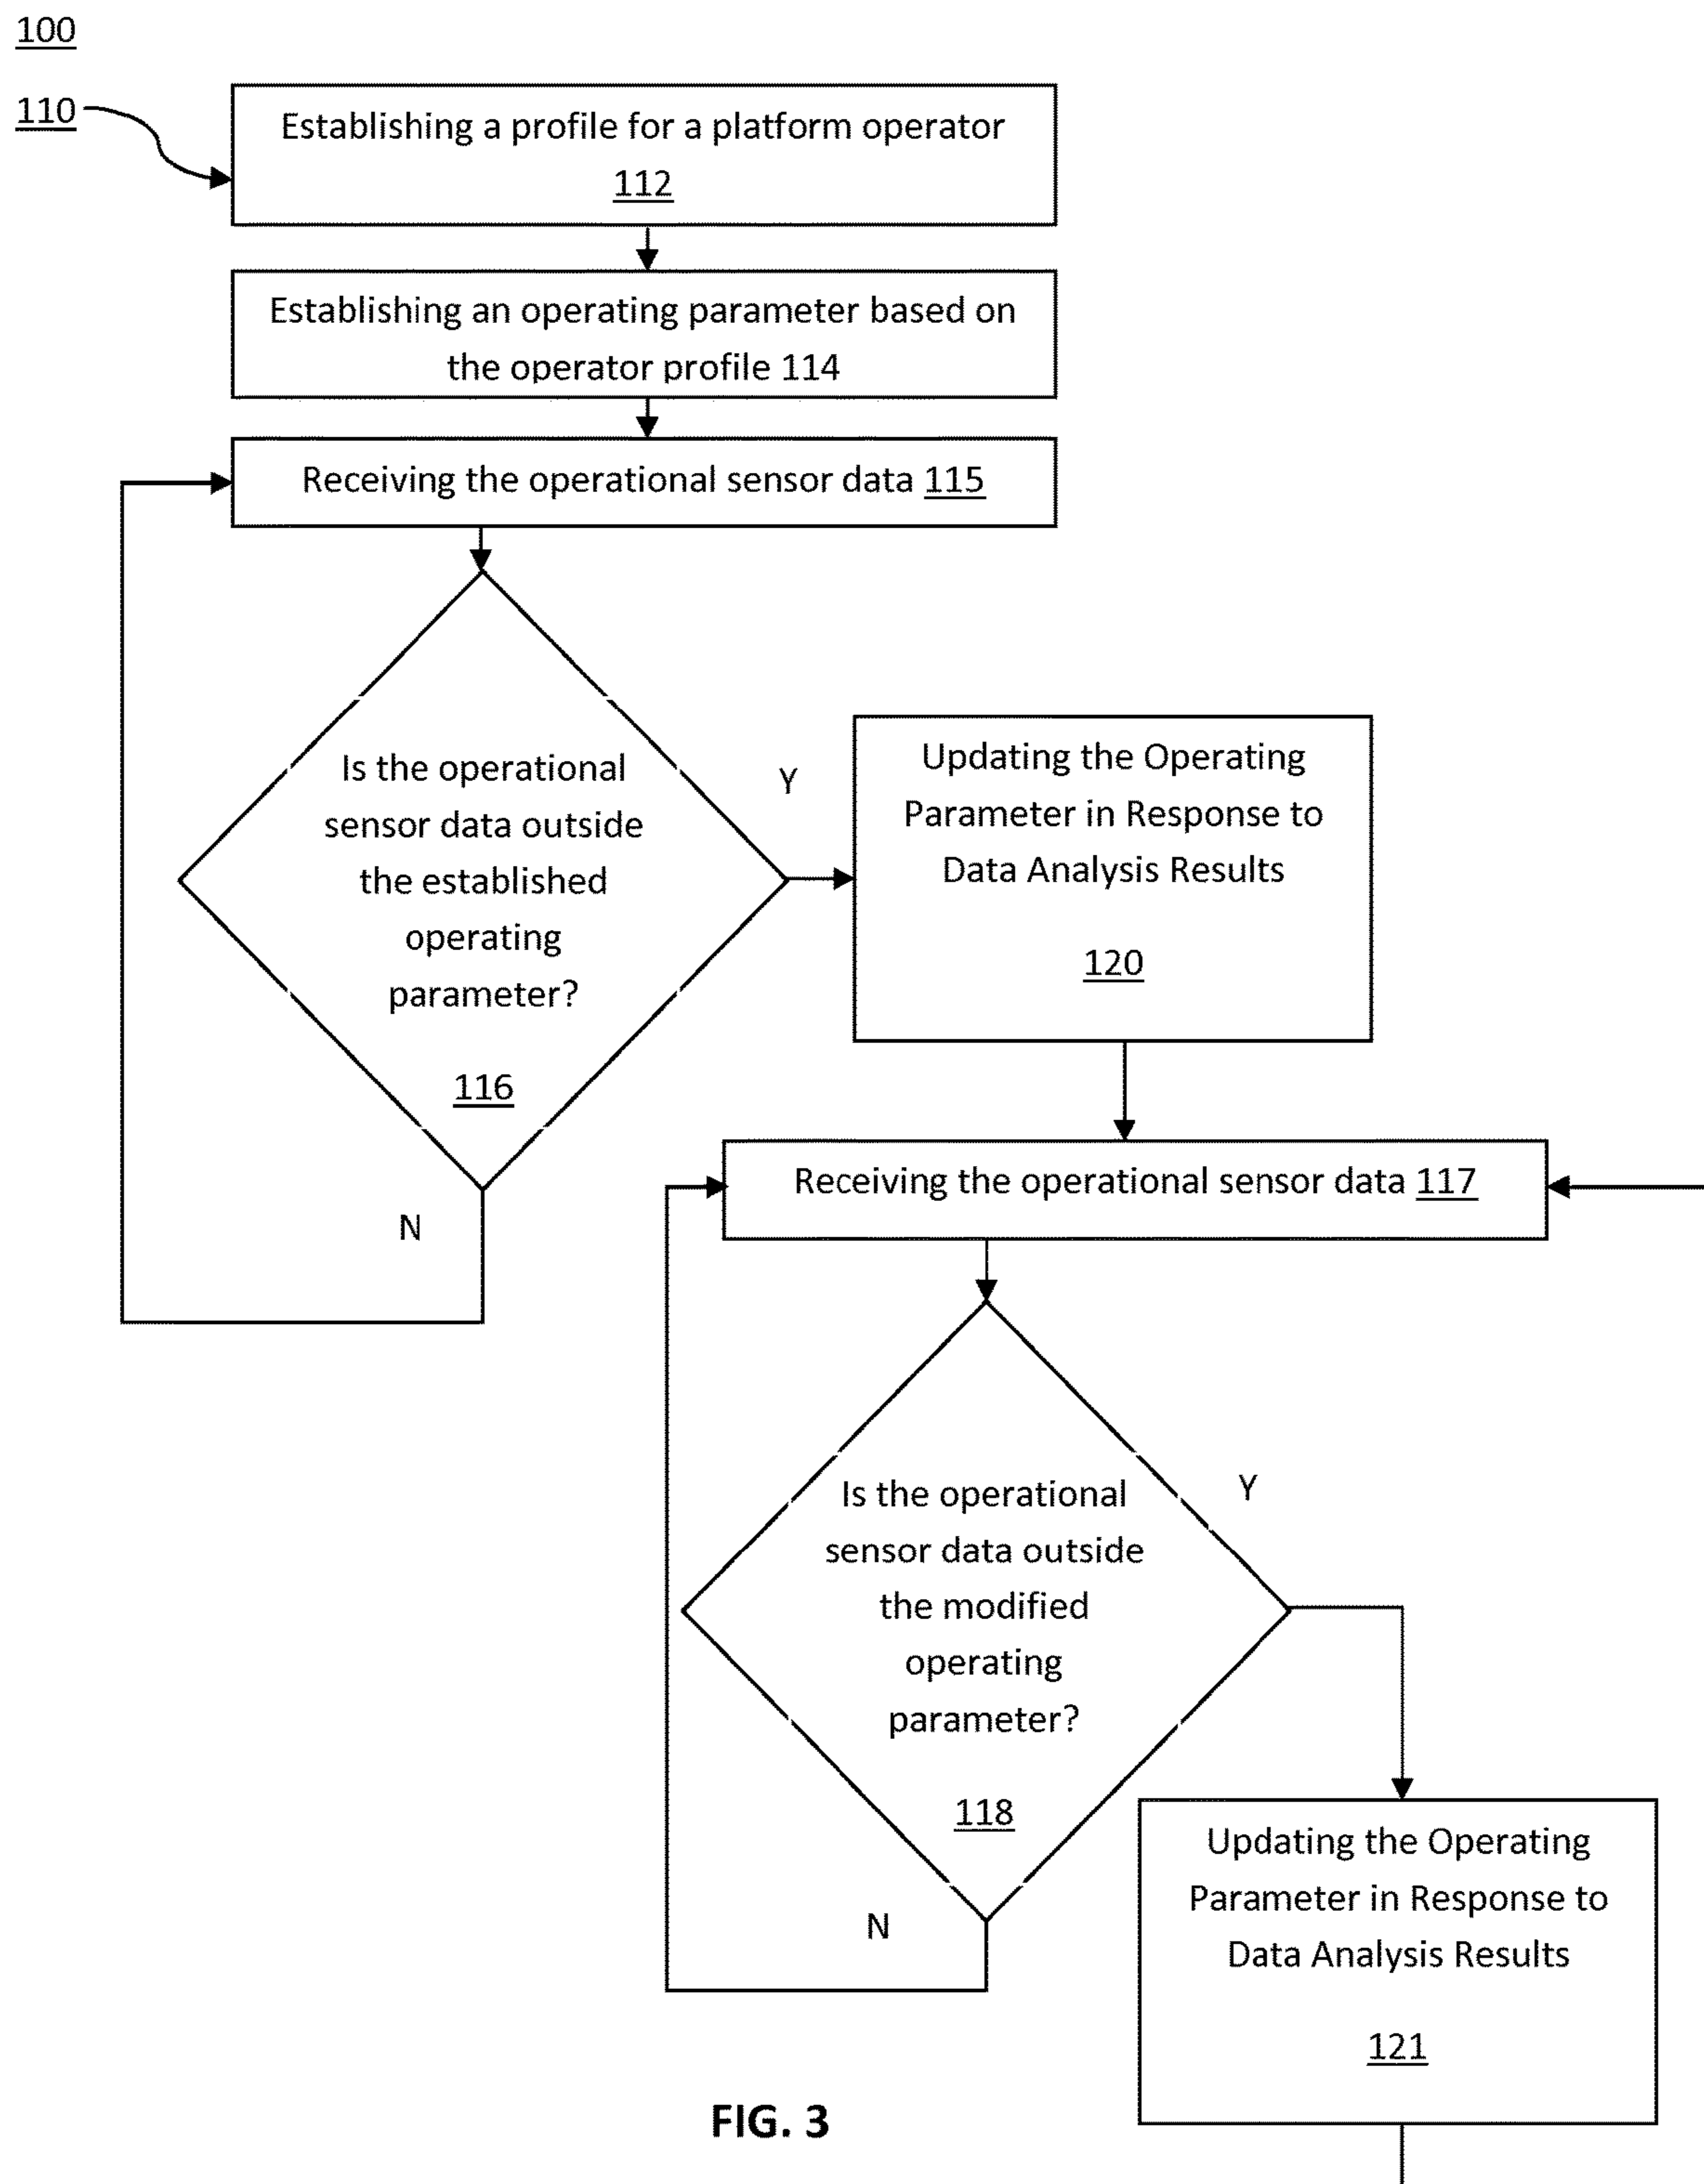 100
110
Establishing a profile for a platform operator
112
Establishing an operating parameter based on
the operator profile 114
Receiving the operational sensor data 115
Is the operational
sensor data outside
the established
operating
parameter?
116
Y
N
Updating the Operating
Parameter in Response to
Data Analysis Results
120
Receiving the operational sensor data 117
Is the operational
sensor data outside
the modified
operating
parameter?
118
Y
N
Updating the Operating
Parameter in Response to
Data Analysis Results
121
FIG. 3